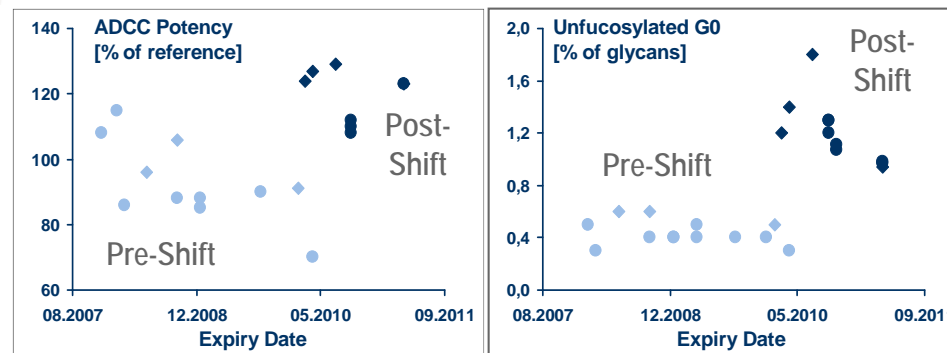 ADCC Potency
[% of reference]
140
120
100
80
60
Post-
Shift
Pre-Shift
08.2007
12.2008
05.2010
09.2011
Expiry Date
Unfucosylated G0
[% of glycans]
2,0
1,6
1,2
0,8
0,4
0,0
Post-
Shift
Pre-Shift
08.2007
12.2008
05.2010
09.2011
Expiry Date